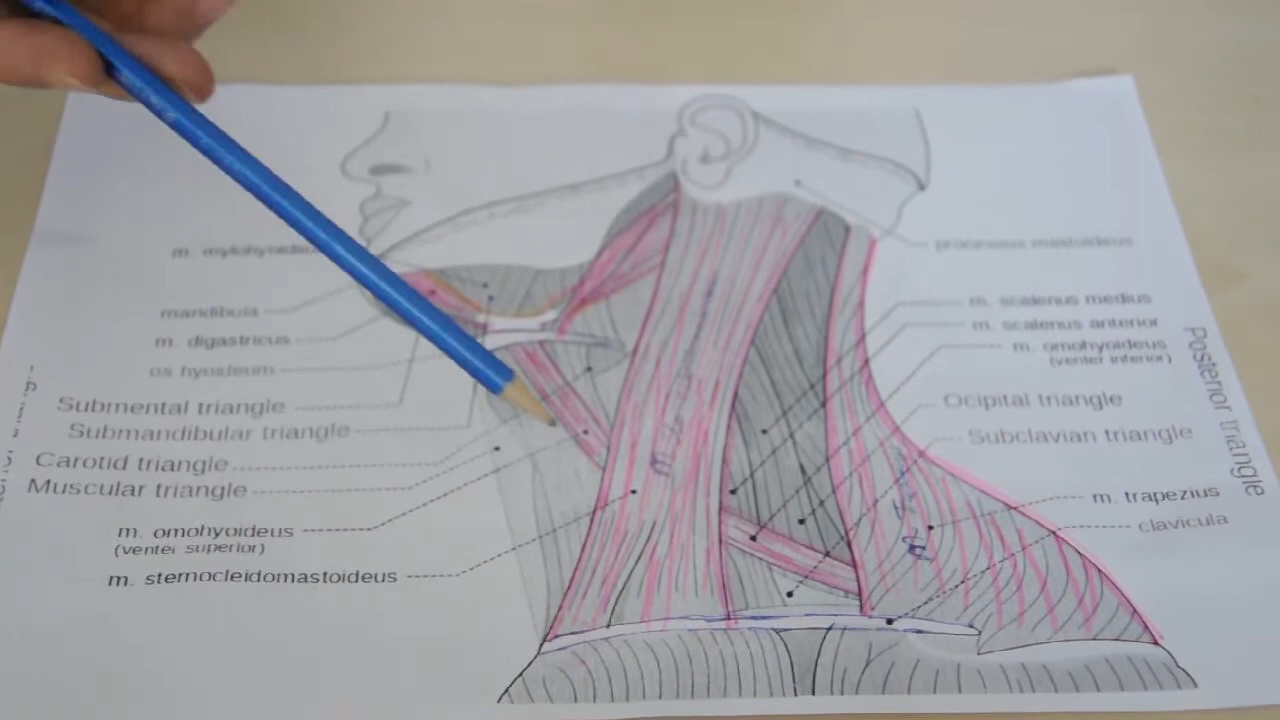 m. mylohyoideus
mandibula
m. digastricus
os hyoideum
Submental triangle
Submandibular triangle
Carotid triangle
Muscular triangle
m. omohyoideus
(venter superior)
m. sternocleidomastoideus
processus mastoideus
m. scalenus medius
m. scalenus anterior
m. omohyoideus
(venter inferior)
Ocipital triangle
Subclavian triangle
m. trapezius
clavicula
Posterior triangle